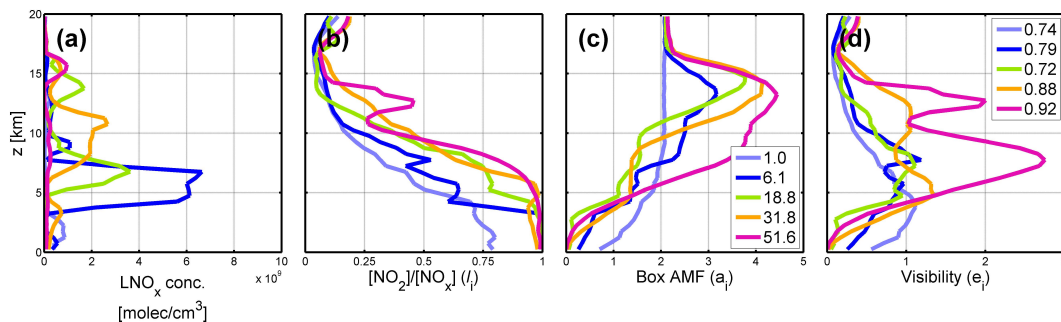 (a)
(b)
(c)
(d)
z [km]
20
15
10
5
0
0 2 4 6 8 10
x 10⁹
LNOx conc.
[molec/cm³]
0 0.25 0.5 0.75 1
[NO₂]/[NOₓ] (lᵢ)
1.0
6.1
18.8
31.8
51.6
0 1 2 3 4 5
Box AMF (aᵢ)
0.74
0.79
0.72
0.88
0.92
0 1 2
Visibility (eᵢ)